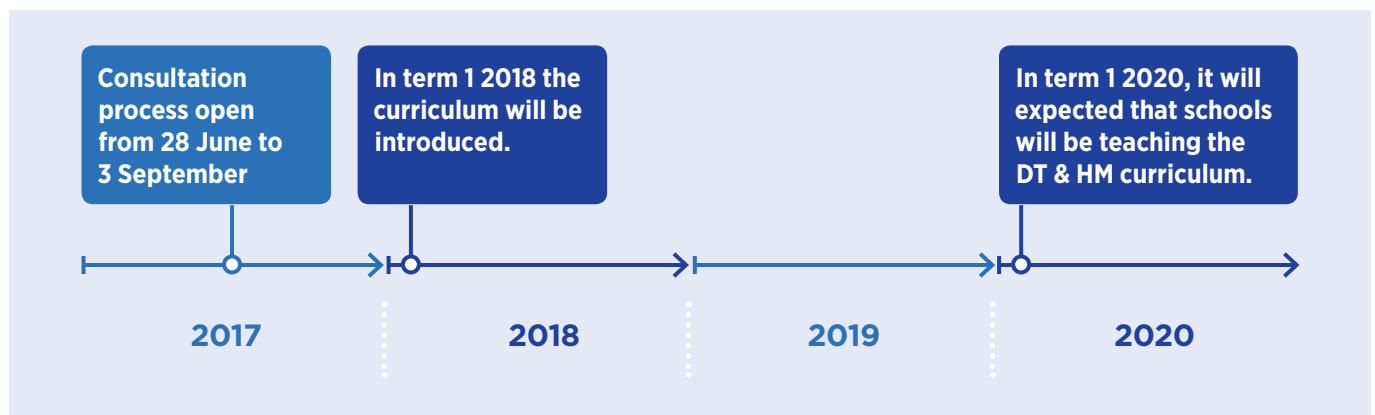 Consultation
process open
from 28 June to
3 September
In term 1 2018 the
curriculum will be
introduced.
In term 1 2020, it will
expected that schools
will be teaching the
DT & HM curriculum.
2017
2018
2019
2020